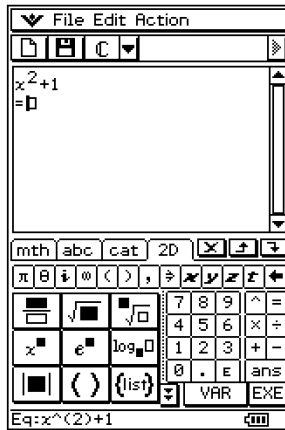 File Edit Action
ℂ
x²+1
=□
mth abc cat 2D
π θ i ∞ ( ) , ⇒ x y z t ←
√■ ■√□ 7 8 9 ^ =
4 5 6 × ÷
x■ e■ log■□ 1 2 3 + −
|■| ( ) {list} 0 . E ans
VAR EXE
Eq:x^(2)+1